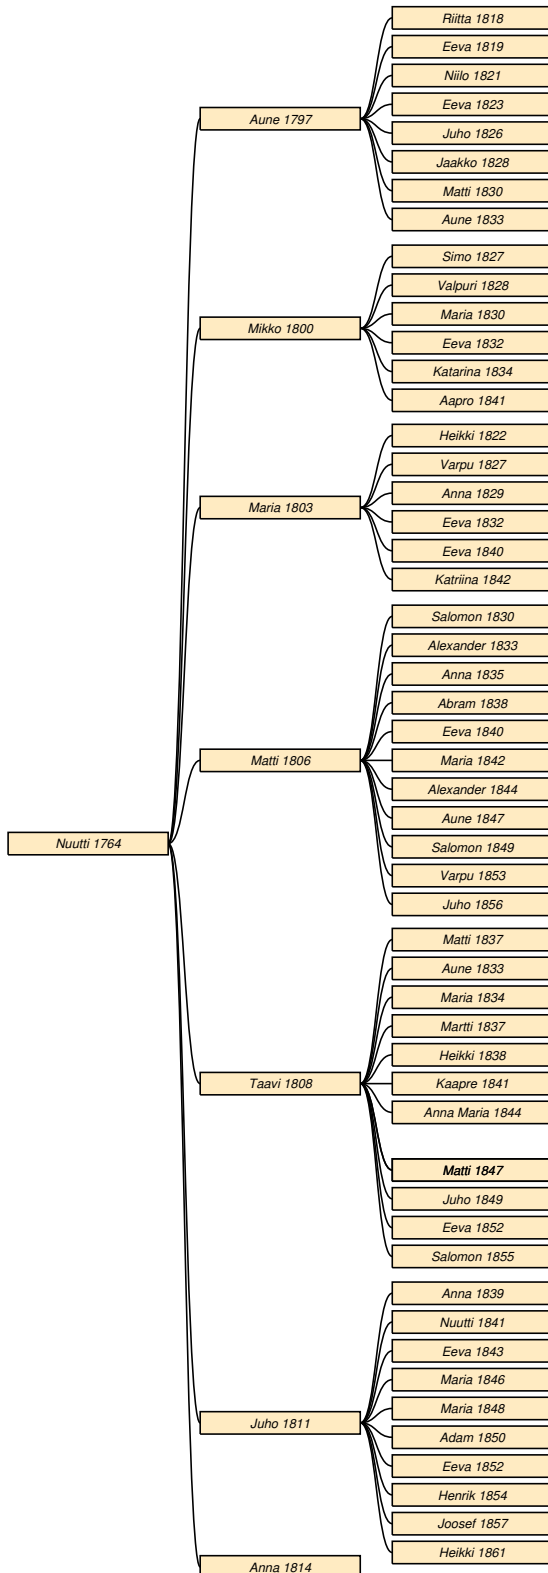 Nuutti 1764
Aune 1797
Riitta 1818
Eeva 1819
Niilo 1821
Eeva 1823
Juho 1826
Jaakko 1828
Matti 1830
Aune 1833
Mikko 1800
Simo 1827
Valpuri 1828
Maria 1830
Eeva 1832
Katarina 1834
Aapro 1841
Maria 1803
Heikki 1822
Varpu 1827
Anna 1829
Eeva 1832
Eeva 1840
Katriina 1842
Matti 1806
Salomon 1830
Alexander 1833
Anna 1835
Abram 1838
Eeva 1840
Maria 1842
Alexander 1844
Aune 1847
Salomon 1849
Varpu 1853
Juho 1856
Taavi 1808
Matti 1837
Aune 1833
Maria 1834
Martti 1837
Heikki 1838
Kaapre 1841
Anna Maria 1844
Matti 1847
Juho 1849
Eeva 1852
Salomon 1855
Juho 1811
Anna 1839
Nuutti 1841
Eeva 1843
Maria 1846
Maria 1848
Adam 1850
Eeva 1852
Henrik 1854
Joosef 1857
Heikki 1861
Anna 1814